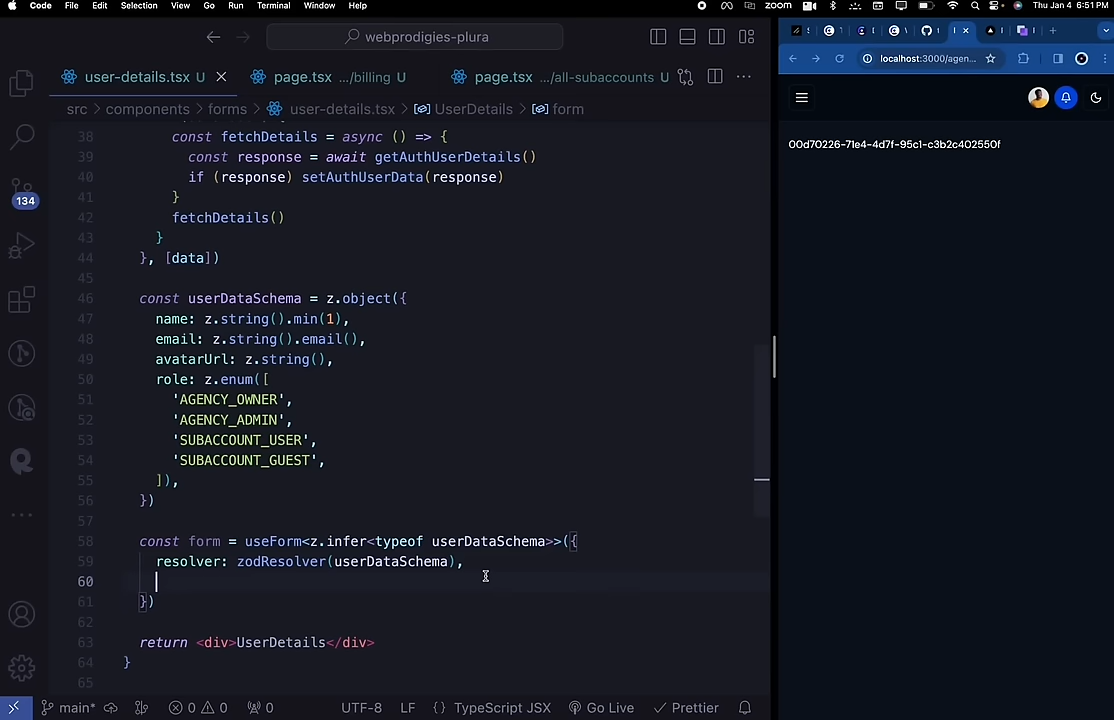 Code File Edit Selection View Go Run Terminal Window Help zoom Thu Jan 4 6:51 PM
webprodigies-plura
user-details.tsx U
page.tsx .../billing U
page.tsx .../all-subaccounts U
src > components > forms > user-details.tsx > UserDetails > form
38 const fetchDetails = async () => {
39 const response = await getAuthUserDetails()
40 if (response) setAuthUserData(response)
41 }
42 fetchDetails()
43 }
44 }, [data])
45
46 const userDataSchema = z.object({
47 name: z.string().min(1),
48 email: z.string().email(),
49 avatarUrl: z.string(),
50 role: z.enum([
51 'AGENCY_OWNER',
52 'AGENCY_ADMIN',
53 'SUBACCOUNT_USER',
54 'SUBACCOUNT_GUEST',
55 ]),
56 })
57
58 const form = useForm<z.infer<typeof userDataSchema>>({
59 resolver: zodResolver(userDataSchema),
60
61 })
62
63 return <div>UserDetails</div>
64 }
65
134
main* 0 0 0 UTF-8 LF {} TypeScript JSX Go Live Prettier
localhost:3000/agen...
00d70226-71e4-4d7f-95c1-c3b2c402550f